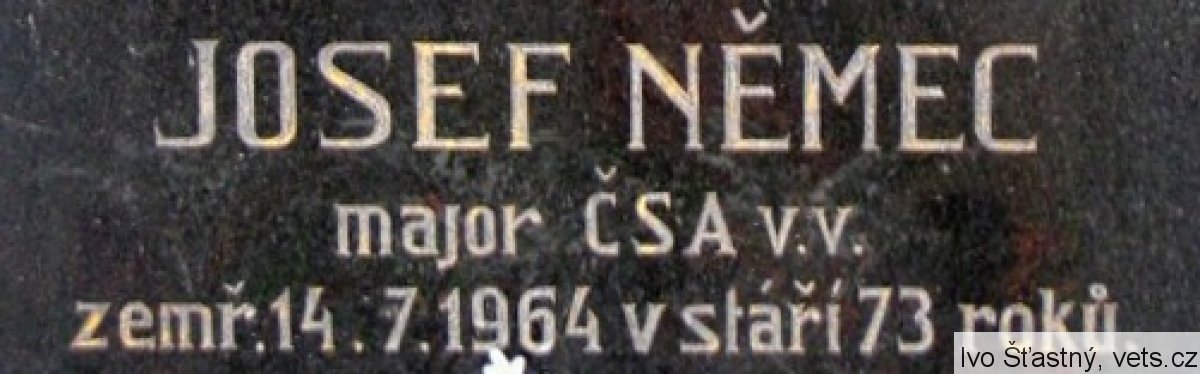 JOSEF NĚMEC
major ČSA v.v.
zemř. 14. 7. 1964 v stáří 73 roků.
Ivo Šťastný, vets.cz